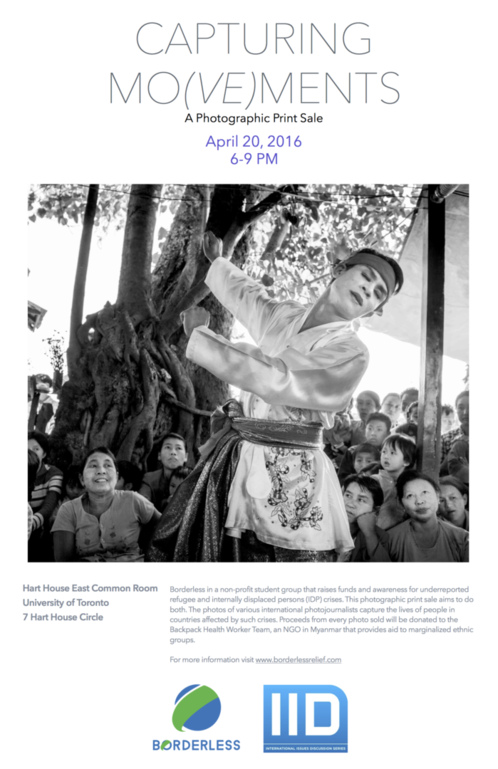 CAPTURING
MO(VE)MENTS
A Photographic Print Sale
April 20, 2016
6-9 PM
Hart House East Common Room
University of Toronto
7 Hart House Circle
Borderless in a non-profit student group that raises funds and awareness for underreported
refugee and internally displaced persons (IDP) crises. This photographic print sale aims to do
both. The photos of various international photojournalists capture the lives of people in
countries affected by such crises. Proceeds from every photo sold will be donated to the
Backpack Health Worker Team, an NGO in Myanmar that provides aid to marginalized ethnic
groups.
For more information visit www.borderlessrelief.com
BORDERLESS
IID
INTERNATIONAL ISSUES DISCUSSION SERIES